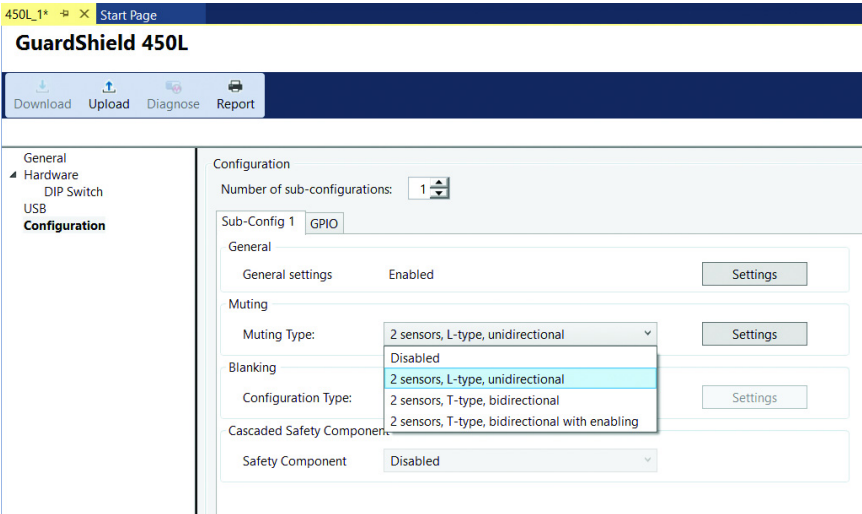 450L_1* Start Page
GuardShield 450L
Download Upload Diagnose Report
General
Hardware
DIP Switch
USB
Configuration
Configuration
Number of sub-configurations: 1
Sub-Config 1 GPIO
General
General settings Enabled Settings
Muting
Muting Type: 2 sensors, L-type, unidirectional Settings
Disabled
Blanking
2 sensors, L-type, unidirectional
Configuration Type: 2 sensors, T-type, bidirectional Settings
2 sensors, T-type, bidirectional with enabling
Cascaded Safety Component
Safety Component Disabled